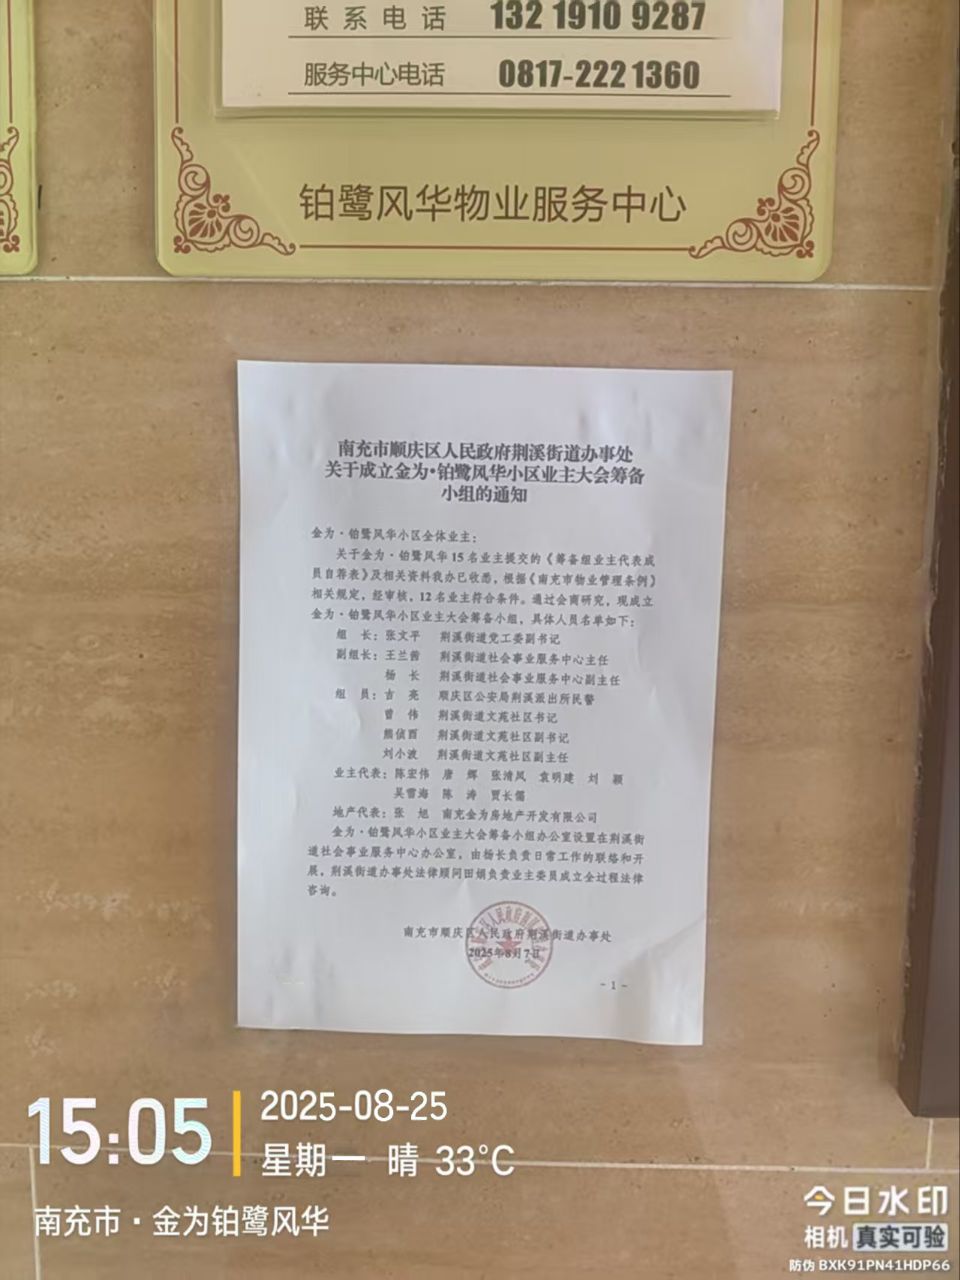 联系电话 132 1910 9287
服务中心电话 0817-222 1360
铂鹭风华物业服务中心
南充市顺庆区人民政府荆溪街道办事处
关于成立金为•铂鹭风华小区业主大会筹备
小组的通知
金为·铂鹭风华小区全体业主：
关于金为·铂鹭风华15名业主提交的《筹备组业主代表成
员自荐表》及相关资料我办已收悉，根据《南充市物业管理条例》
相关规定，经审核，12名业主符合条件。通过会商研究，现成立
金为·铂鹭风华小区业主大会筹备小组，具体人员名单如下：
组 长：张文平 荆溪街道党工委副书记
副组长：王兰茜 荆溪街道社会事业服务中心主任
杨 长 荆溪街道社会事业服务中心副主任
组 员：吉 亮 顺庆区公安局荆溪派出所民警
曾 伟 荆溪街道文苑社区书记
熊侦酉 荆溪街道文苑社区副书记
刘小波 荆溪街道文苑社区副主任
业主代表：陈宏伟 唐 辉 张清凤 袁明建 刘 颖
吴雪海 陈 涛 贾长儒
地产代表：张 旭 南充金为房地产开发有限公司
金为·铂鹭风华小区业主大会筹备小组办公室设置在荆溪街
道社会事业服务中心办公室，由杨长负责日常工作的联络和开
展，荆溪街道办事处法律顾问田娟负责业主委员成立全过程法律
咨询。
南充市顺庆区人民政府荆溪街道办事处
2025年8月7日
- 1 -
15:05
2025-08-25
星期一 晴 33°C
南充市·金为铂鹭风华
今日水印
相机 真实可验
防伪 BXK91PN41HDP66